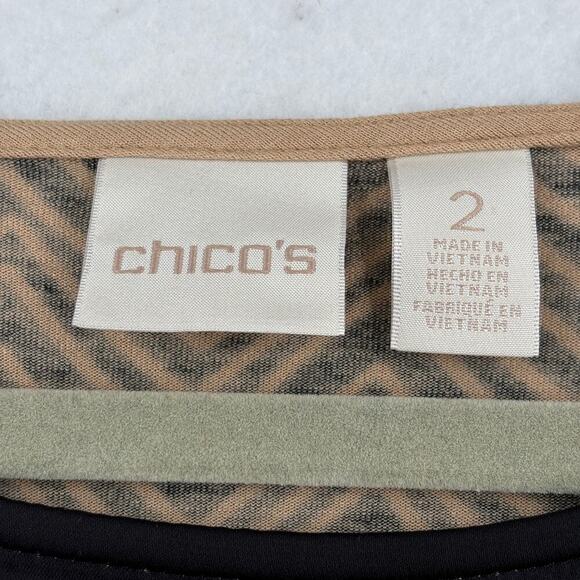 chico's
2
MADE IN
VIETNAM
HECHO EN
VIETNAM
FABRIQUÉ EN
VIETNAM